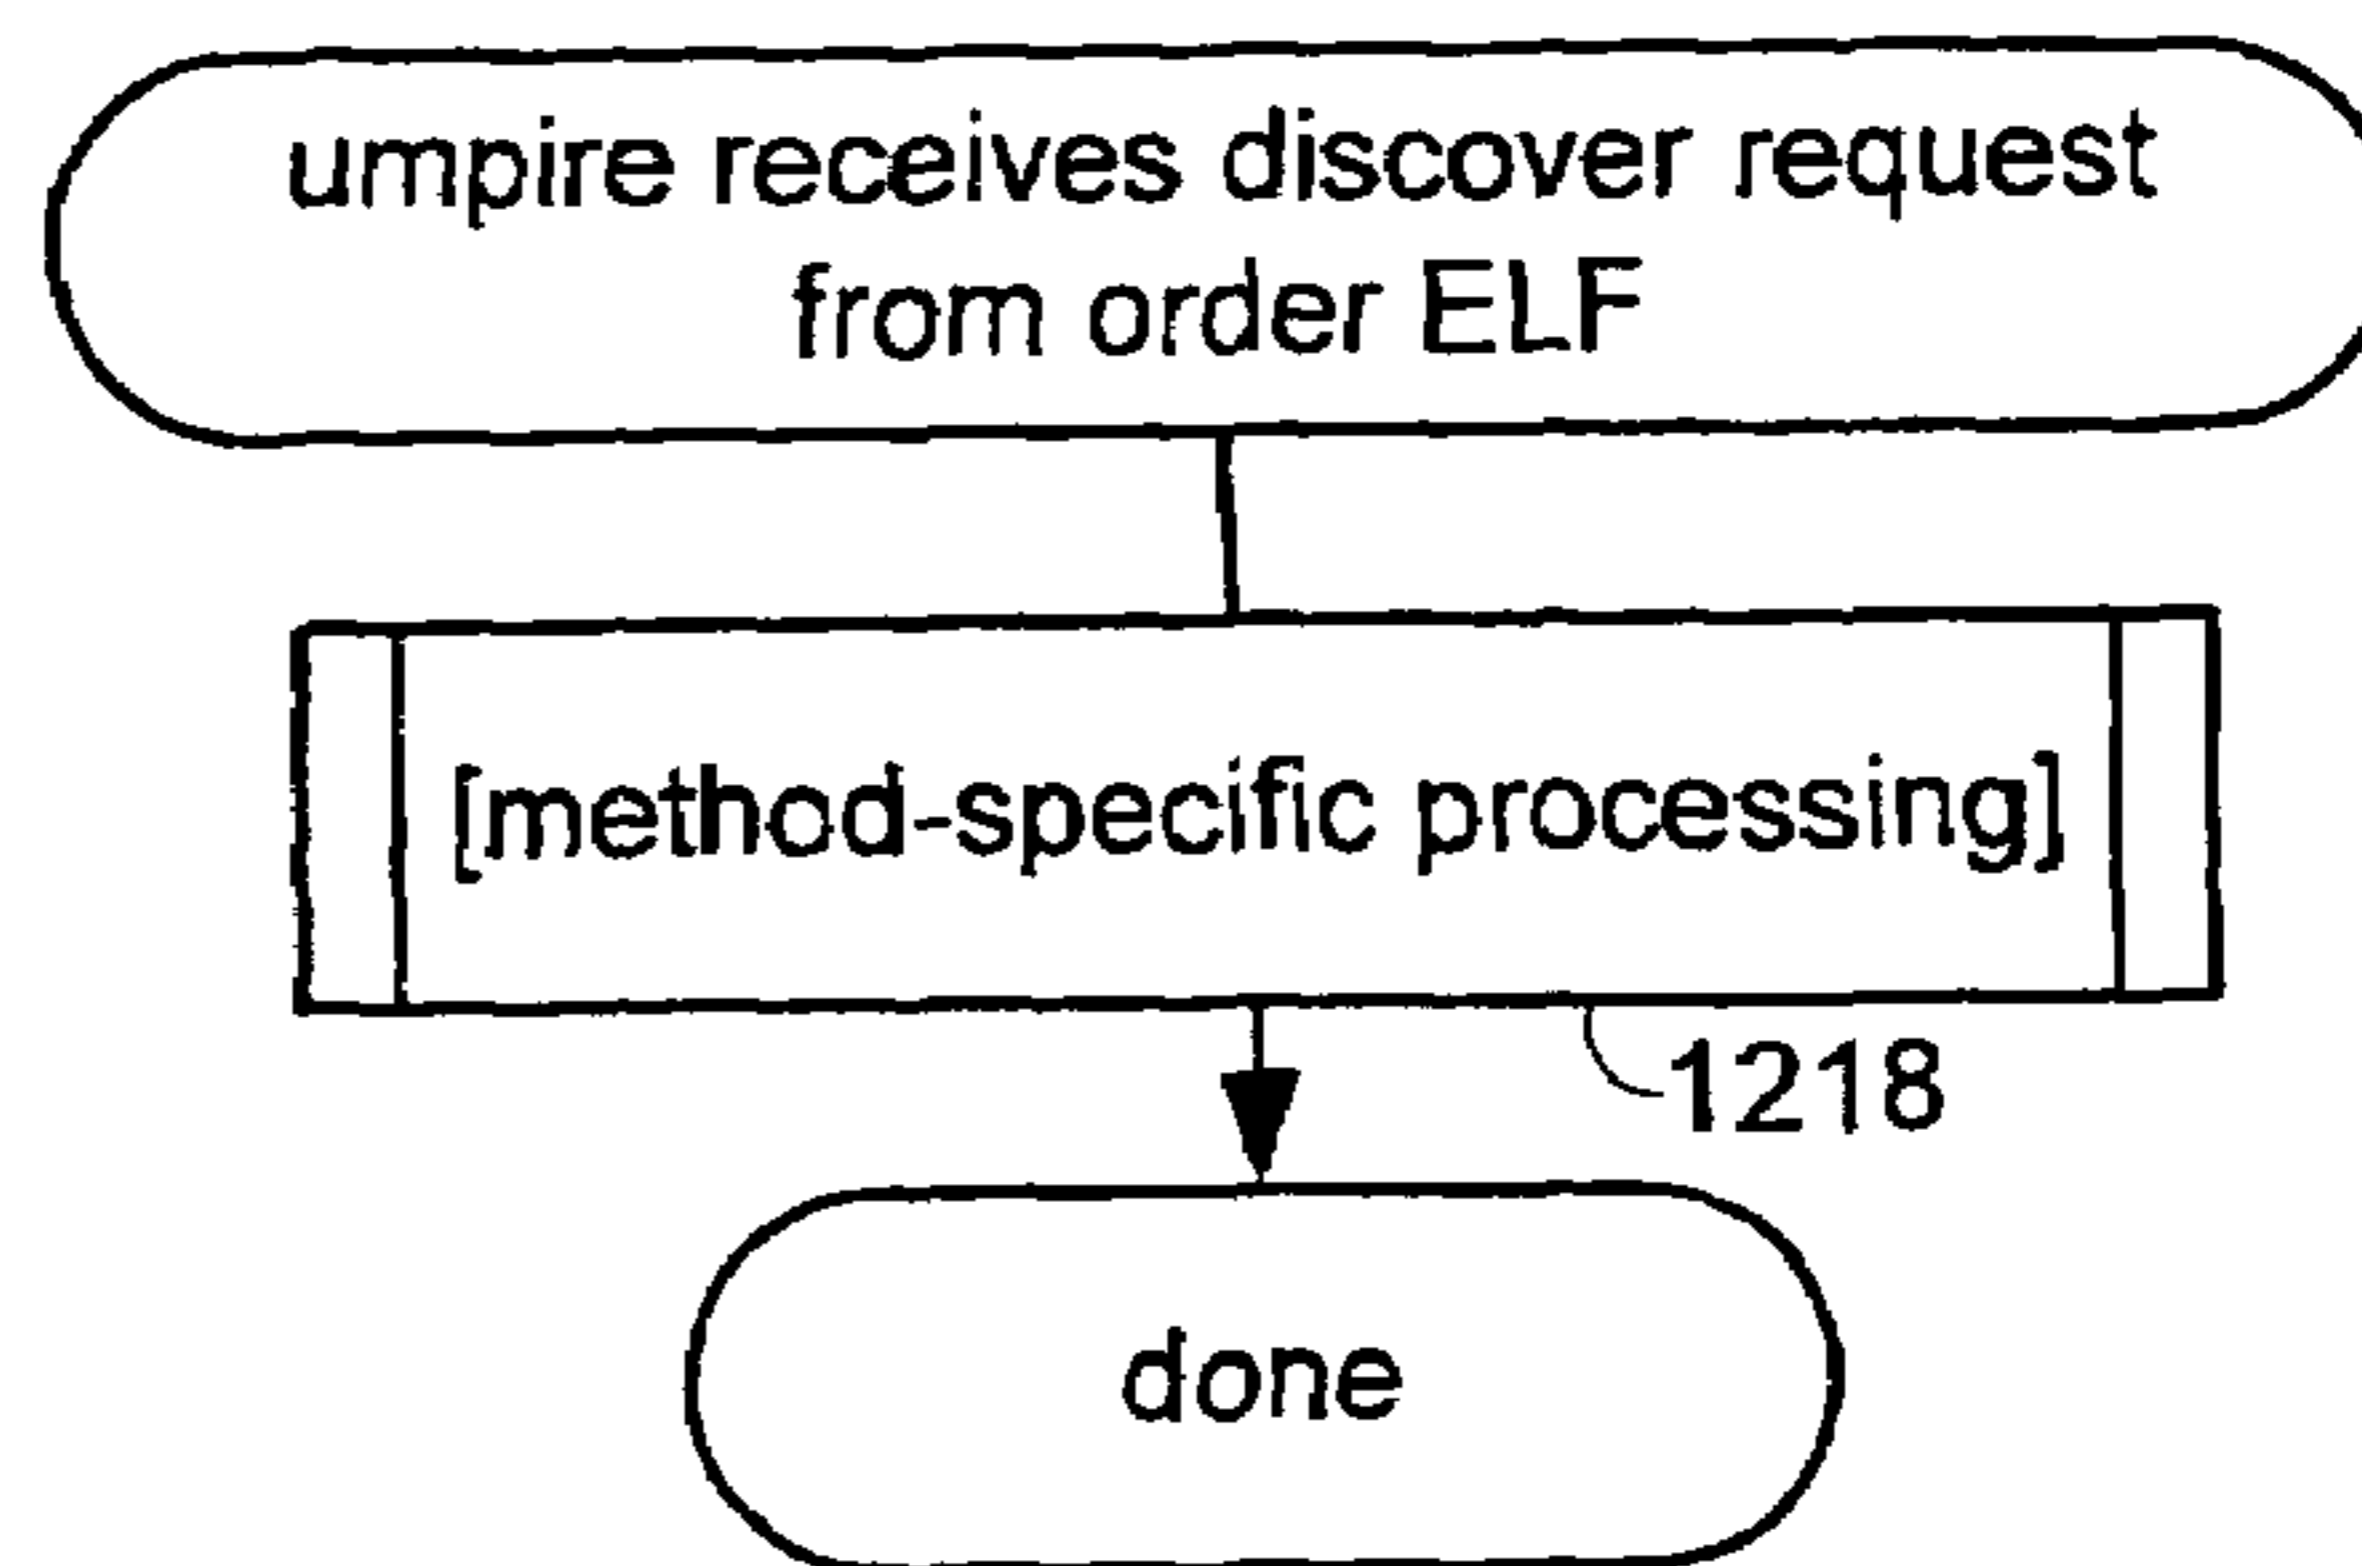 umpire receives discover request
from order ELF
[method-specific processing]
1218
done